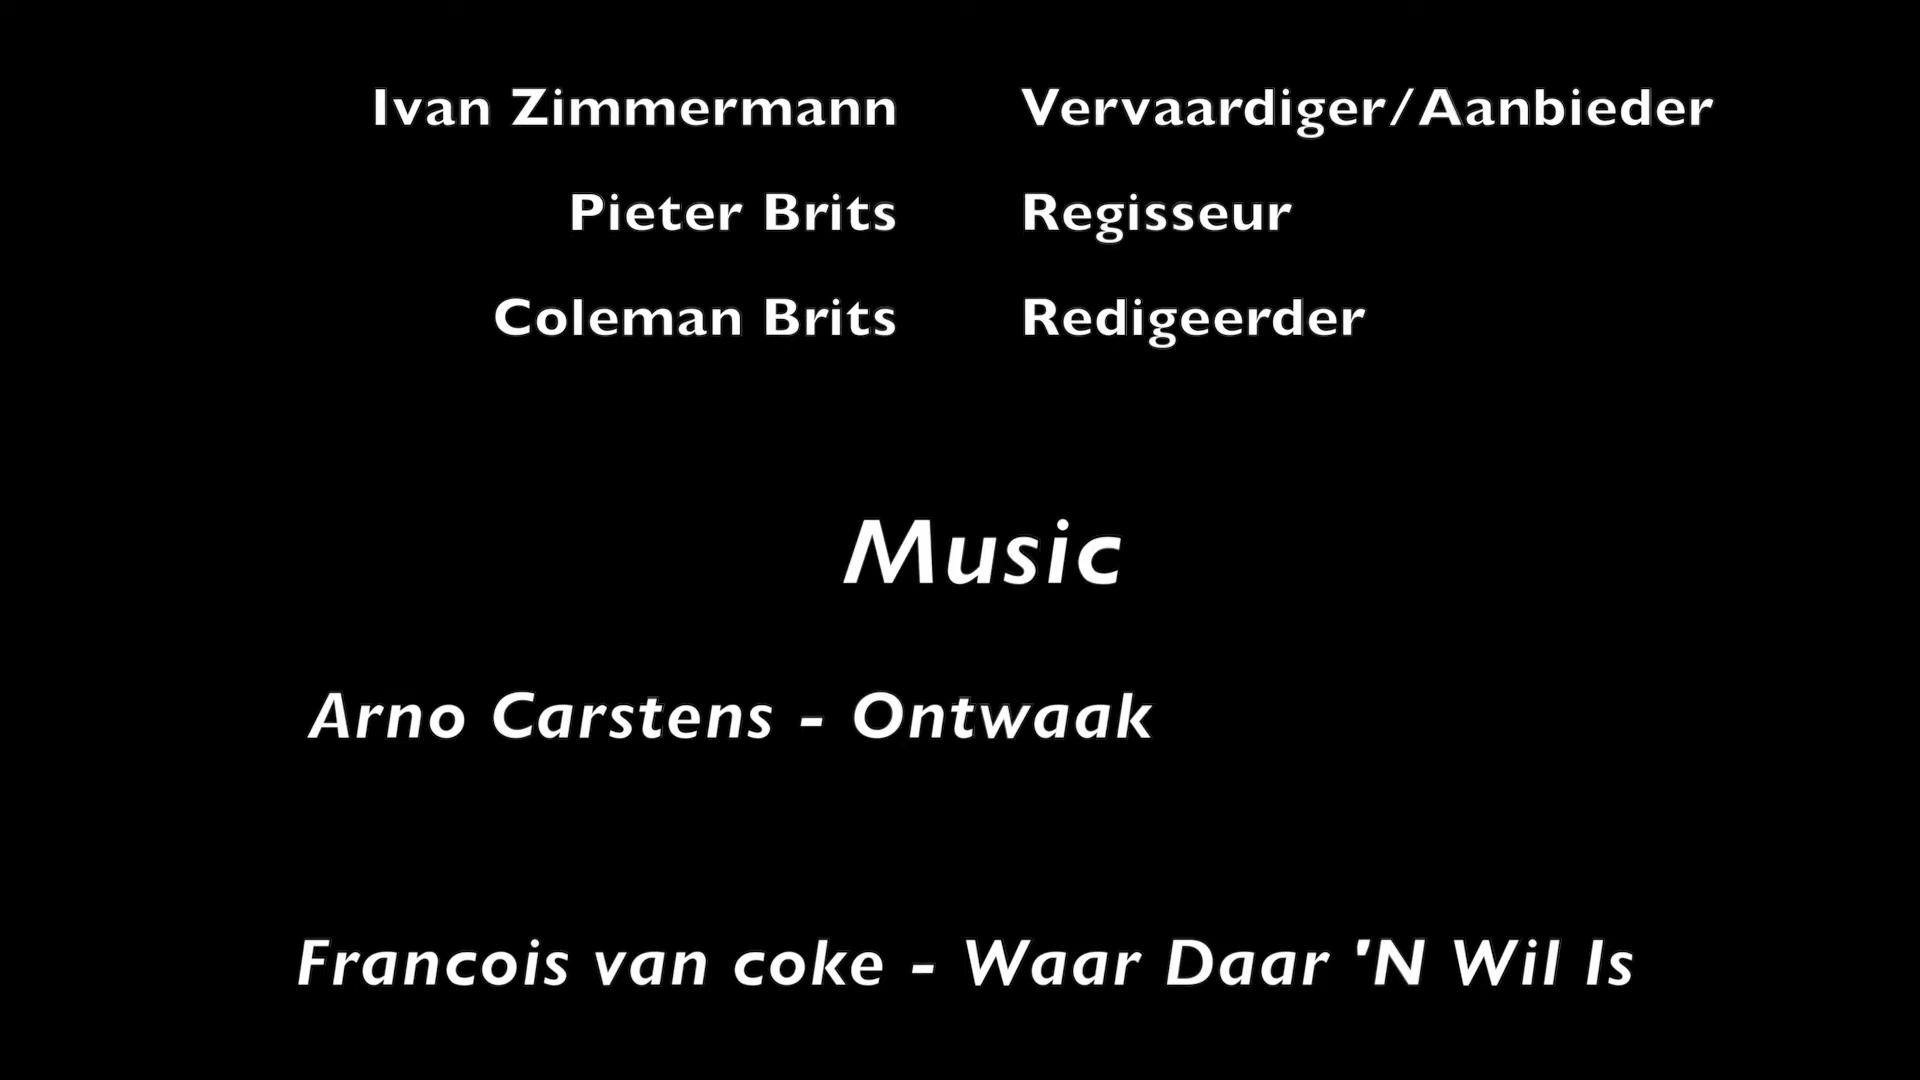 Ivan Zimmermann Vervaardiger/Aanbieder
Pieter Brits Regisseur
Coleman Brits Redigeerder
Music
Arno Carstens - Ontwaak
Francois van coke - Waar Daar 'N Wil Is